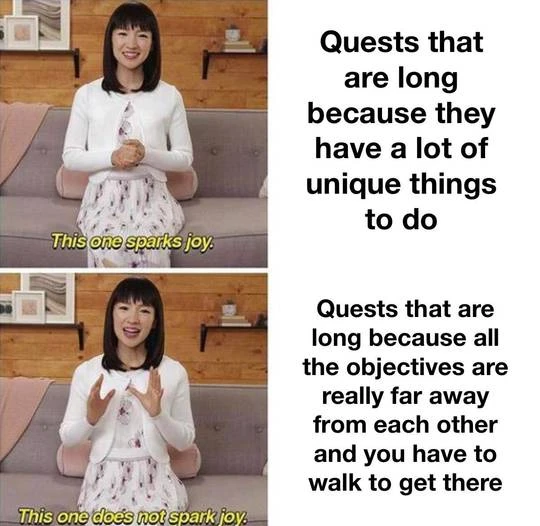 Quests that
are long
because they
have a lot of
unique things
to do
This one sparks joy.
Quests that are
long because all
the objectives are
really far away
from each other
and you have to
walk to get there
This one does not spark joy.